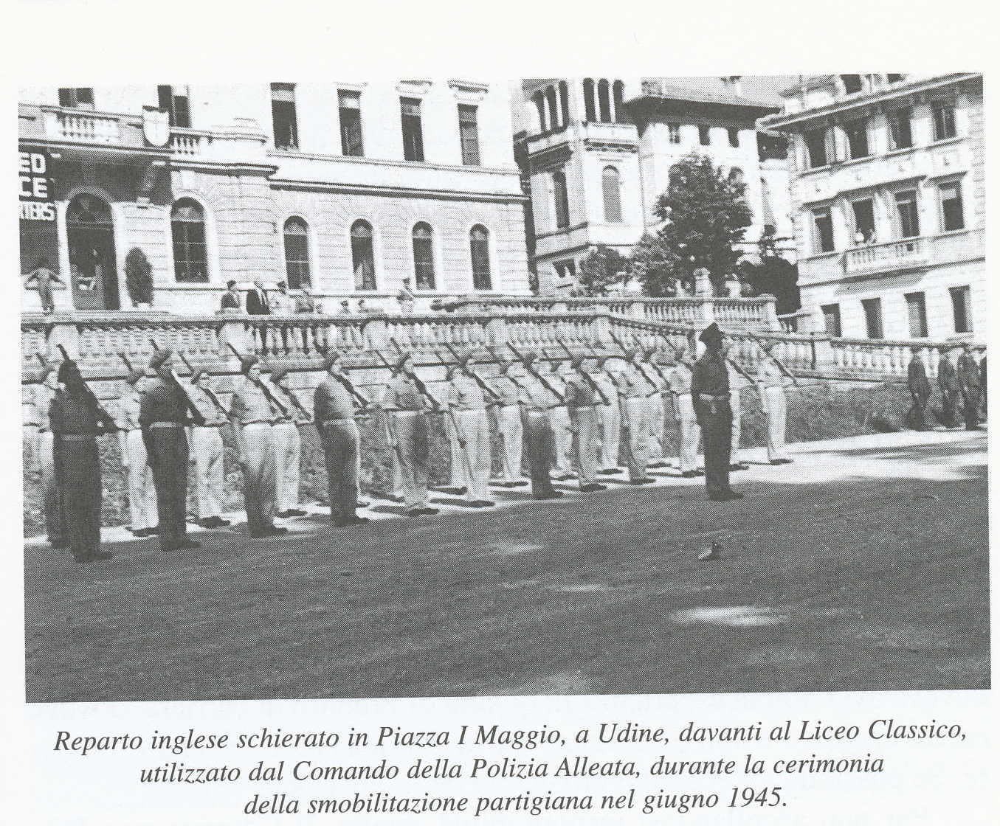 ED
CE
RTERS
Reparto inglese schierato in Piazza I Maggio, a Udine, davanti al Liceo Classico,
utilizzato dal Comando della Polizia Alleata, durante la cerimonia
della smobilitazione partigiana nel giugno 1945.